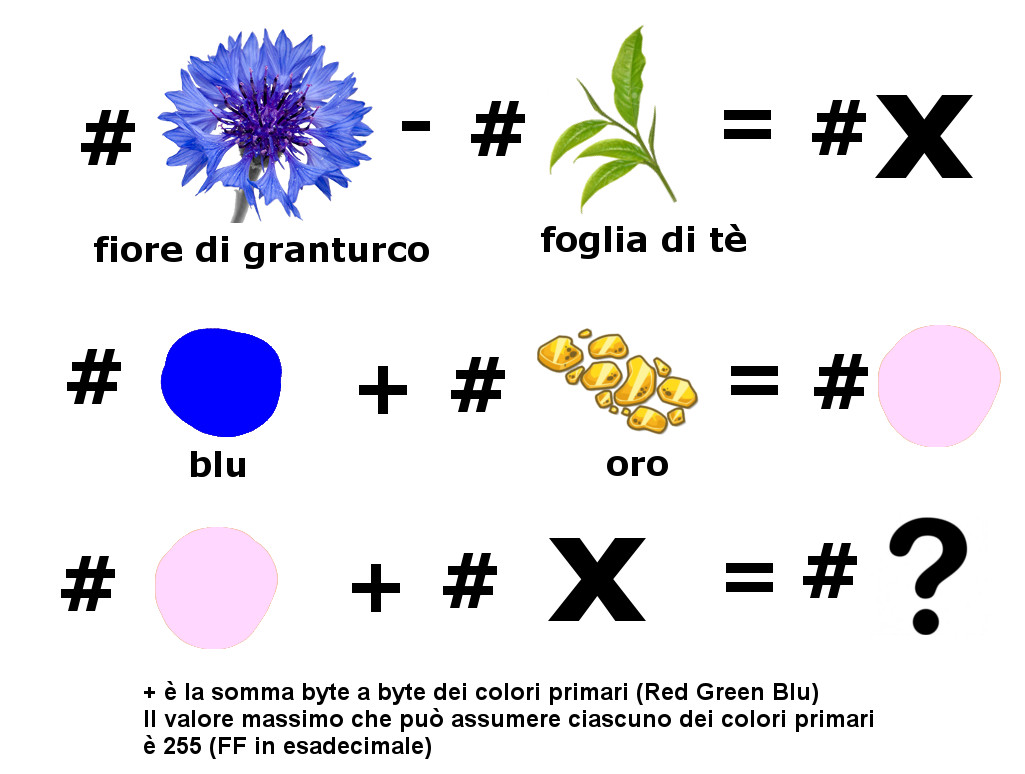 # - # = # X
fiore di granturco
foglia di tè
# + # = #
blu
oro
# + # X = # ?
+ è la somma byte a byte dei colori primari (Red Green Blu)
Il valore massimo che può assumere ciascuno dei colori primari
è 255 (FF in esadecimale)